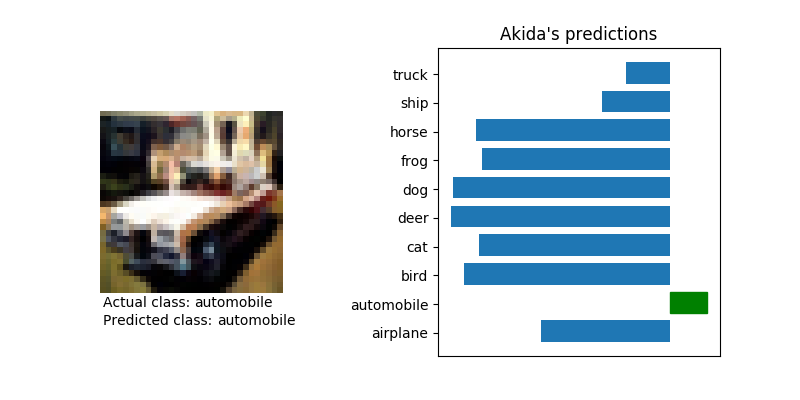 Akida's predictions
truck
ship
horse
frog
dog
deer
cat
bird
automobile
airplane
Actual class: automobile
Predicted class: automobile